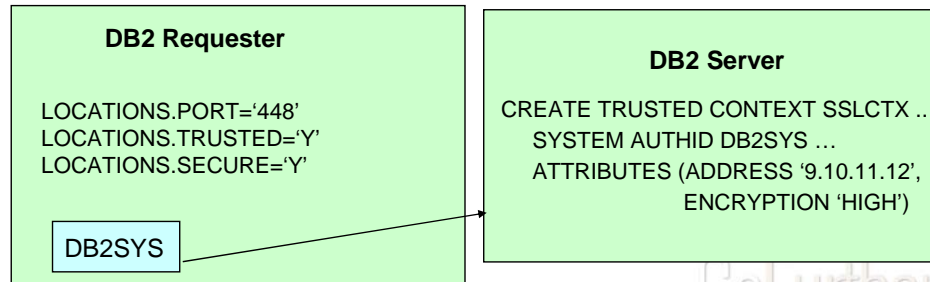 DB2 Requester
LOCATIONS.PORT=‘448’
LOCATIONS.TRUSTED=‘Y’
LOCATIONS.SECURE=‘Y’
DB2SYS
DB2 Server
CREATE TRUSTED CONTEXT SSLCTX ..
SYSTEM AUTHID DB2SYS …
ATTRIBUTES (ADDRESS ‘9.10.11.12’,
ENCRYPTION ‘HIGH’)